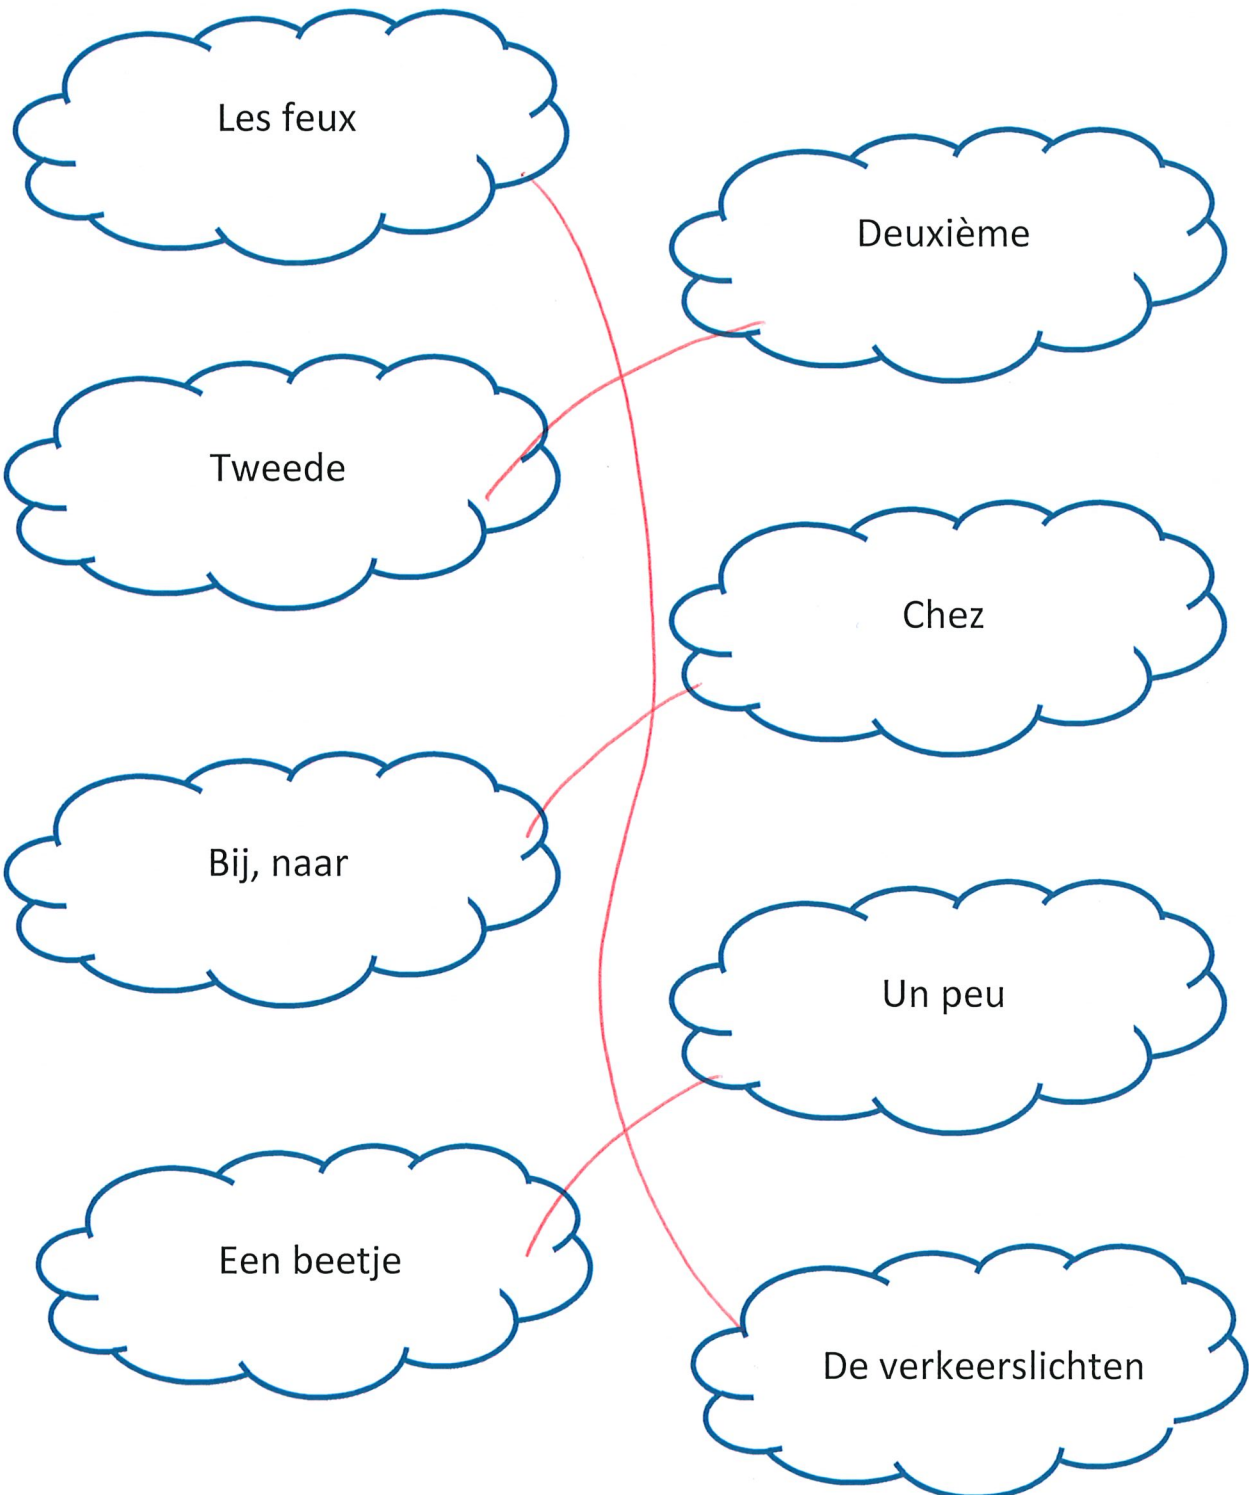 Les feux
Deuxième
Tweede
Chez
Bij, naar
Un peu
Een beetje
De verkeerslichten